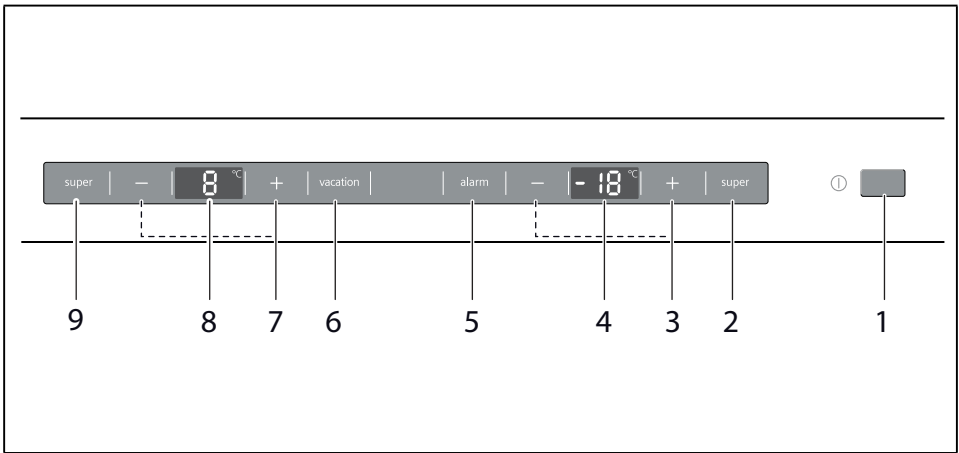 super − 8 °C + vacation alarm − -18 °C + super
9 8 7 6 5 4 3 2 1